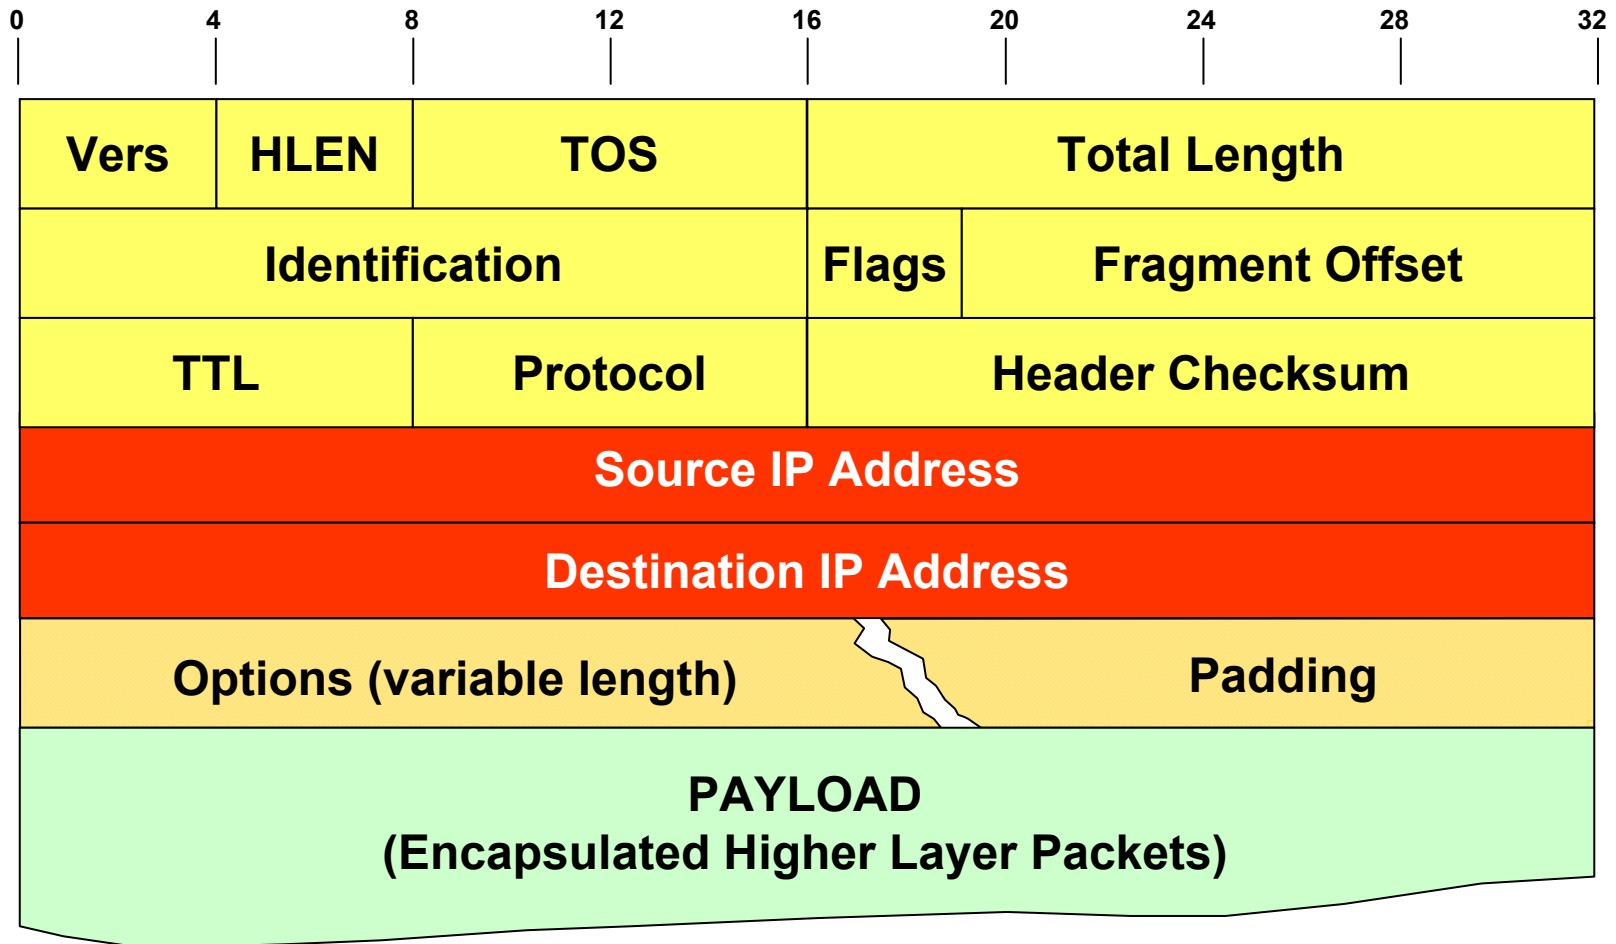 0 4 8 12 16 20 24 28 32
Vers HLEN TOS Total Length
Identification Flags Fragment Offset
TTL Protocol Header Checksum
Source IP Address
Destination IP Address
Options (variable length) Padding
PAYLOAD
(Encapsulated Higher Layer Packets)